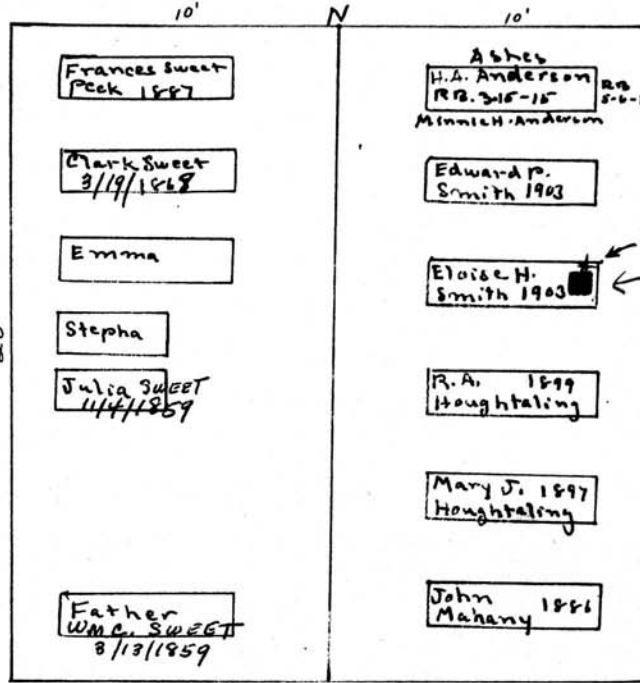 10'
N
10'
Frances Sweet
Peek 1887
Clark Sweet
3/19/1868
Emma
Stepha
Julia SWEET
11/4/1859
Father
WM.C. SWEET
3/13/1859
Ashes
H.A. Anderson
RB. 3-15-15
Minnie H. Anderson
Edward P.
Smith 1903
Eloise H.
Smith 1903
R.A. 1899
Houghtaling
Mary J. 1897
Houghtaling
John 1886
Mahany